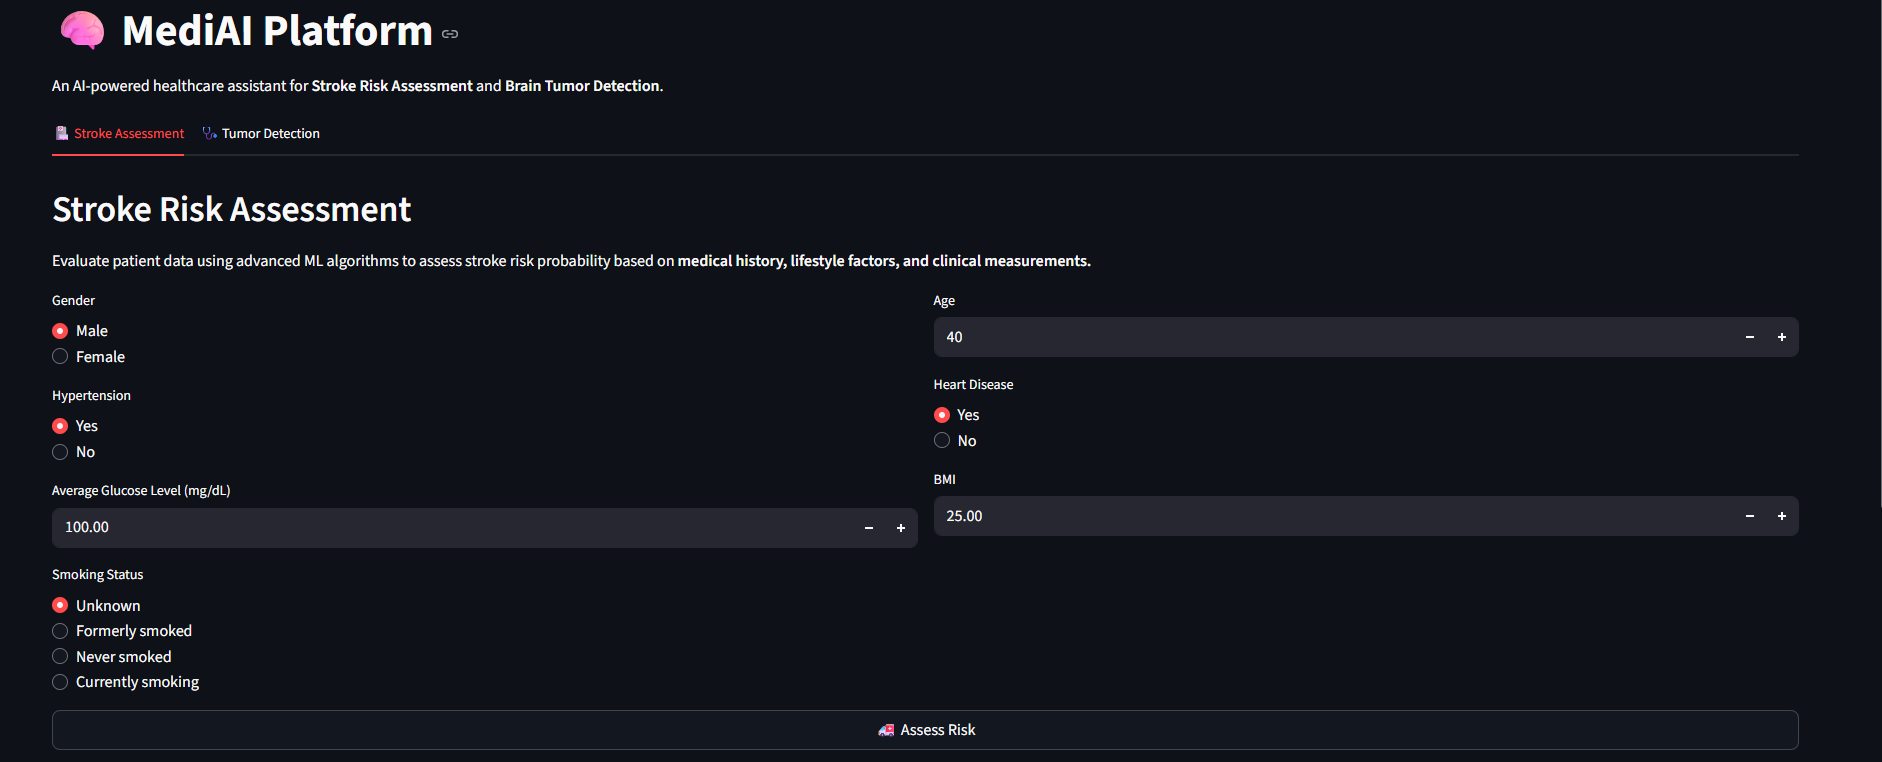 MediAI Platform
An AI-powered healthcare assistant for Stroke Risk Assessment and Brain Tumor Detection.
Stroke Assessment
Tumor Detection
Stroke Risk Assessment
Evaluate patient data using advanced ML algorithms to assess stroke risk probability based on medical history, lifestyle factors, and clinical measurements.
Gender
Male
Female
Hypertension
Yes
No
Average Glucose Level (mg/dL)
100.00
Smoking Status
Unknown
Formerly smoked
Never smoked
Currently smoking
Age
40
Heart Disease
Yes
No
BMI
25.00
Assess Risk